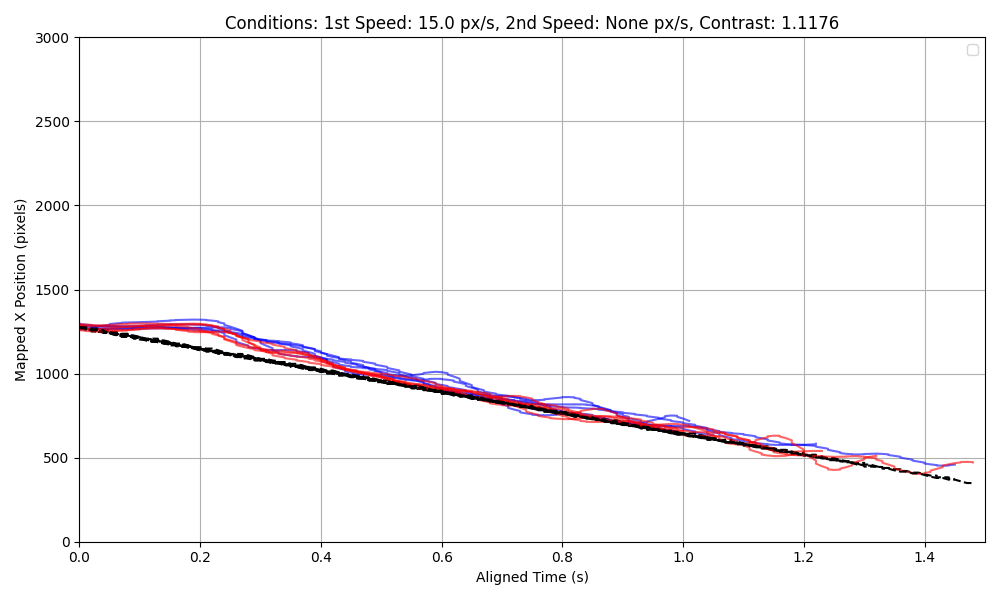 Conditions: 1st Speed: 15.0 px/s, 2nd Speed: None px/s, Contrast: 1.1176
3000
2500
2000
1500
1000
500
0
Mapped X Position (pixels)
0.0 0.2 0.4 0.6 0.8 1.0 1.2 1.4
Aligned Time (s)